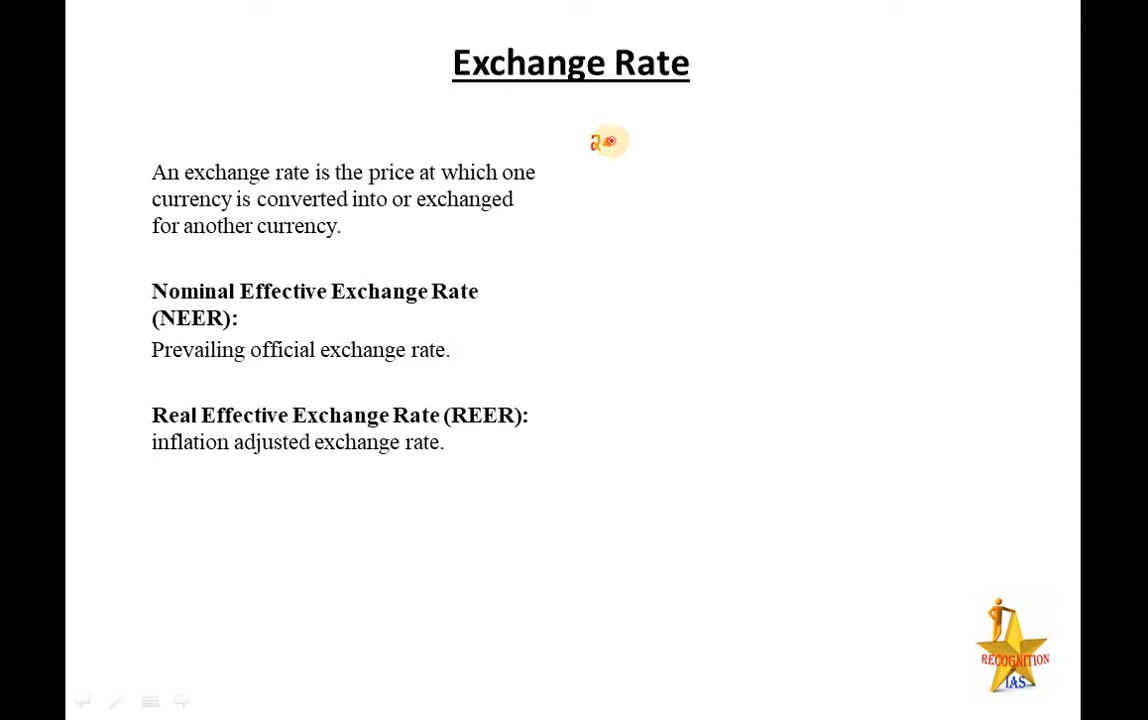 Exchange Rate
An exchange rate is the price at which one
currency is converted into or exchanged
for another currency.
Nominal Effective Exchange Rate
(NEER):
Prevailing official exchange rate.
Real Effective Exchange Rate (REER):
inflation adjusted exchange rate.
RECOGNITION
IAS